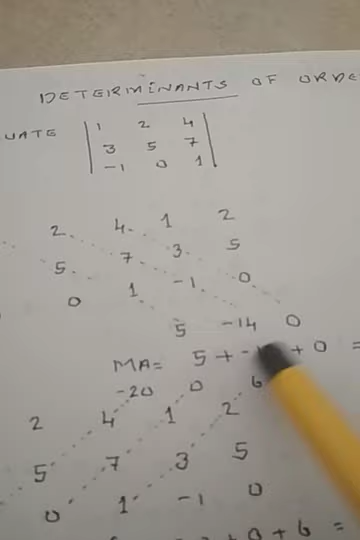 DETERMINANTS OF ORDE
UATE | 1 2 4 |
| 3 5 7 |
| -1 0 1 |
2 4 1 2
5 7 3 5
0 1 -1 0
5 -14 0
MA= 5 + - + 0 =
-20 0 6
2 4 1 2
5 7 3 5
0 1 -1 0
+ 0 + 6 =